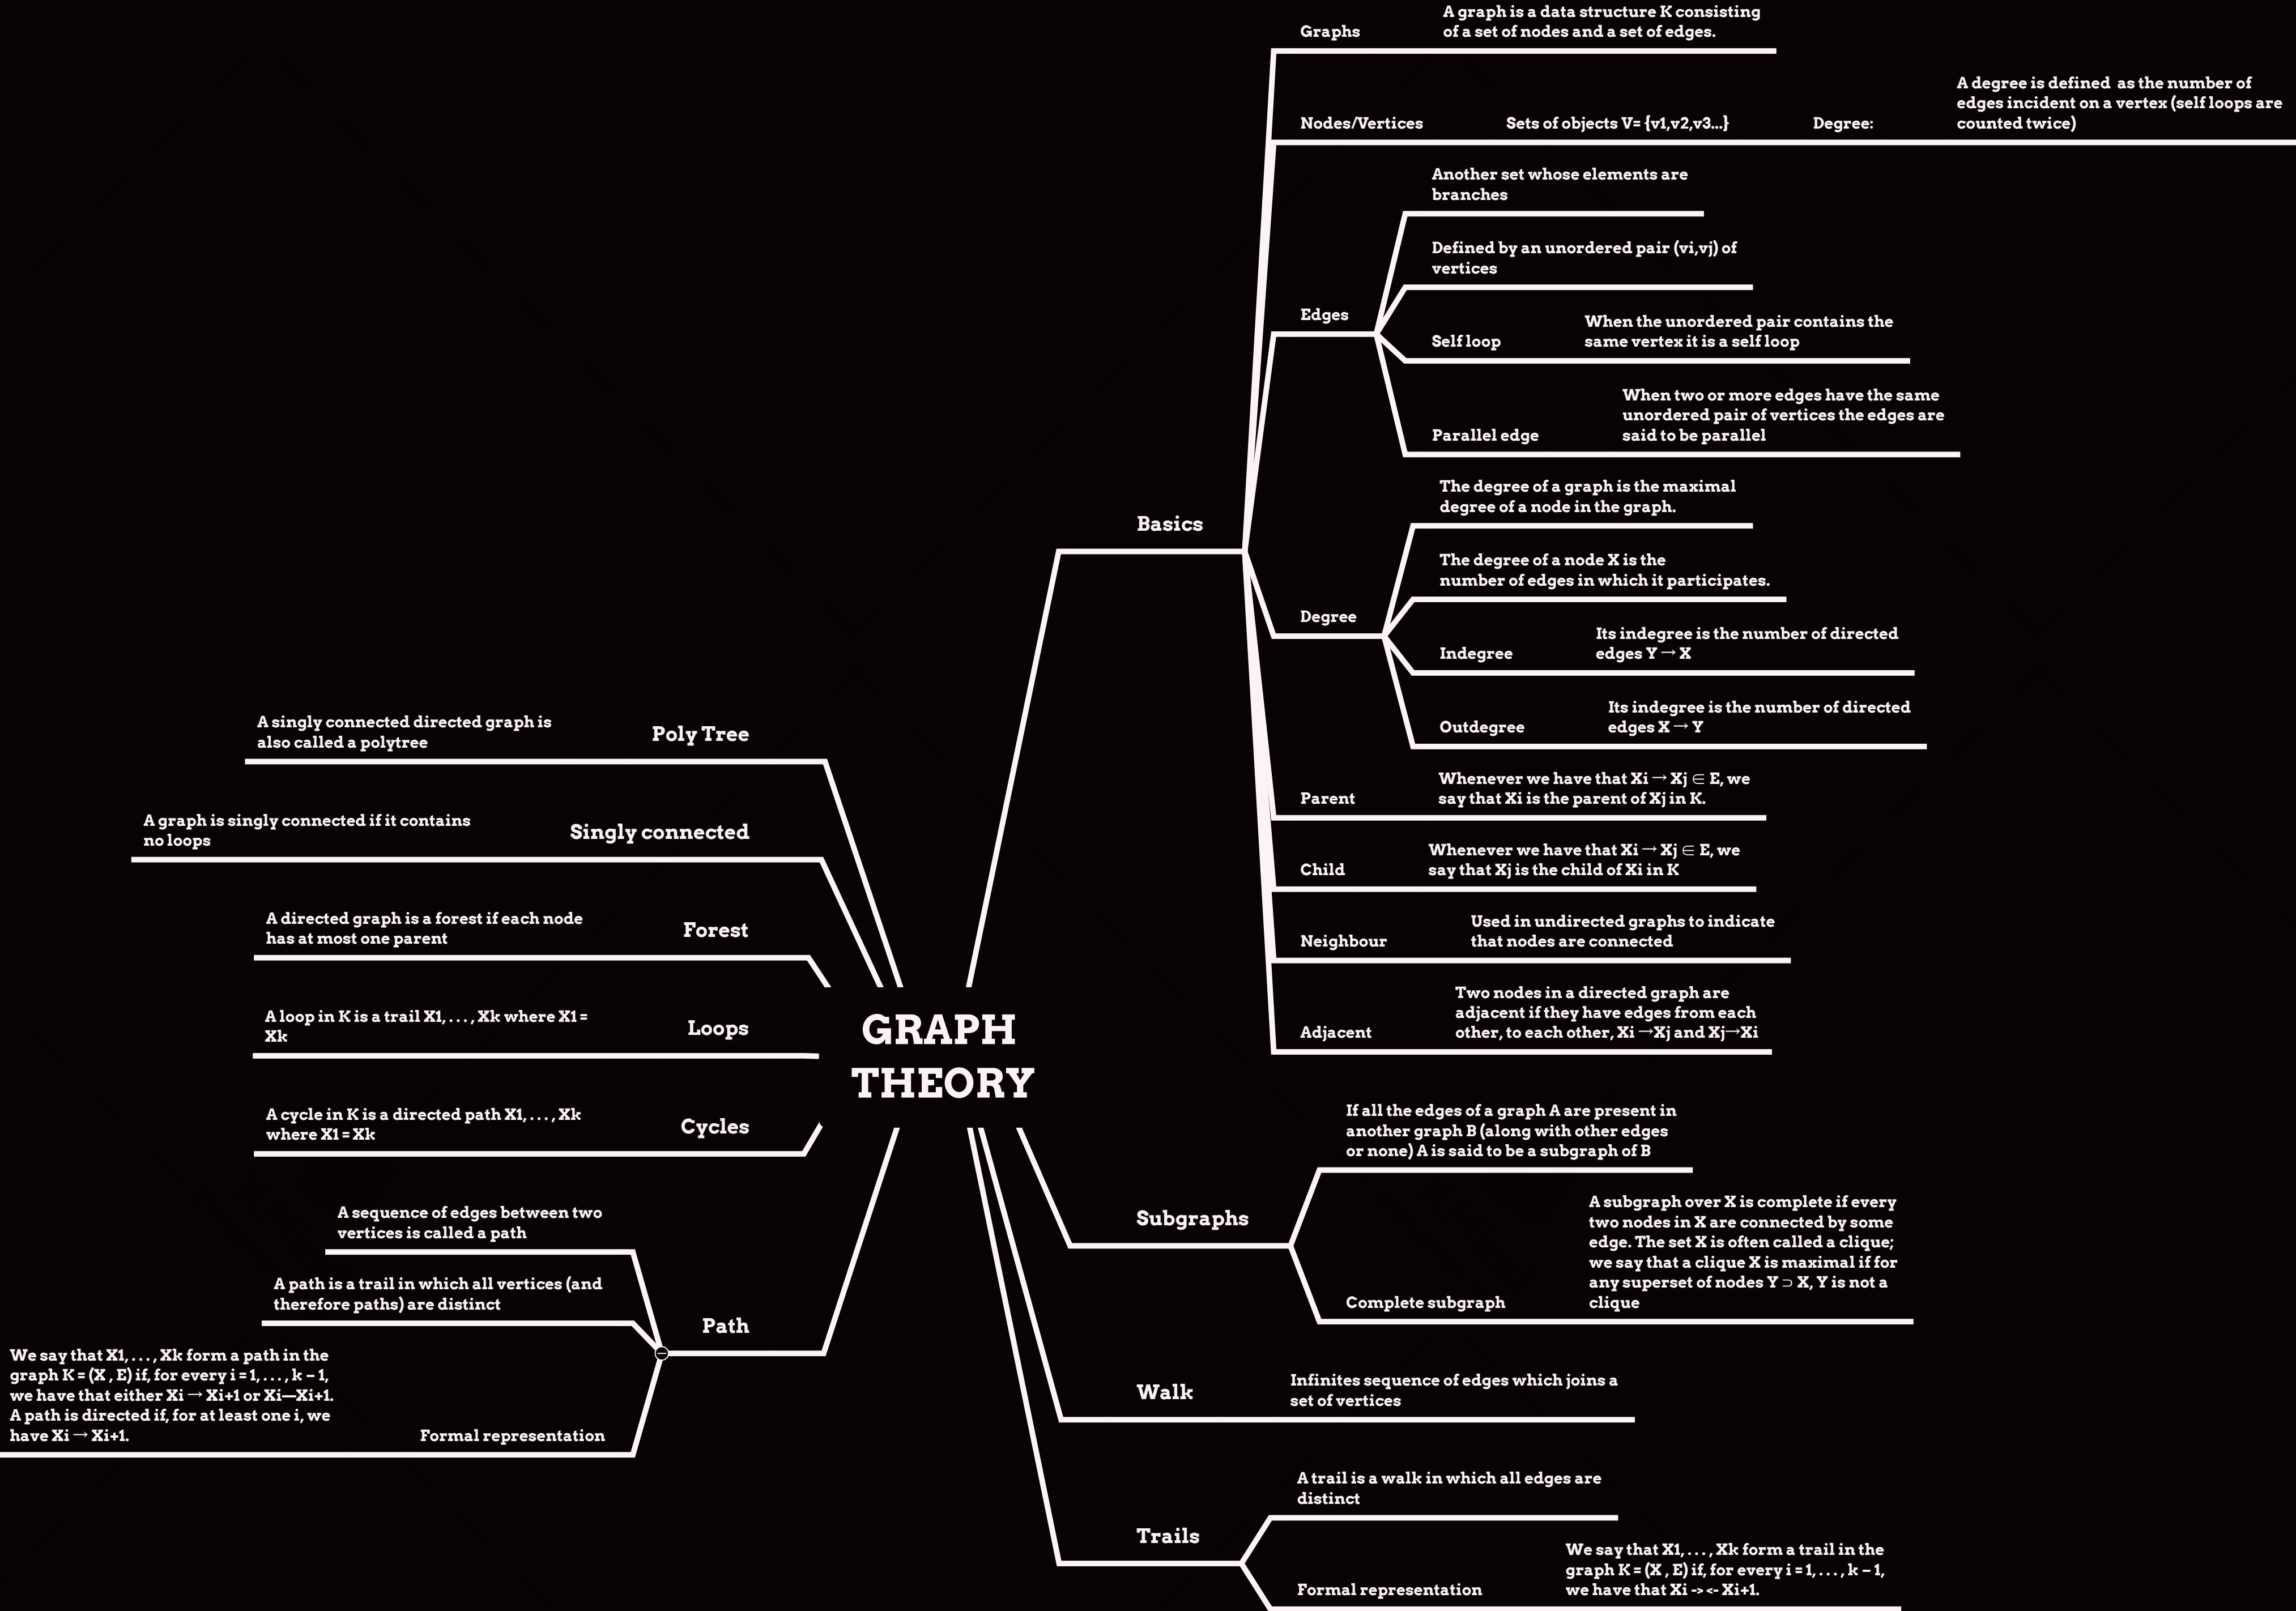 GRAPH
THEORY
Basics
Graphs
A graph is a data structure K consisting
of a set of nodes and a set of edges.
Nodes/Vertices
Sets of objects V= {v1,v2,v3...}
Degree:
A degree is defined  as the number of
edges incident on a vertex (self loops are
counted twice)
Edges
Another set whose elements are
branches
Defined by an unordered pair (vi,vj) of
vertices
Self loop
When the unordered pair contains the
same vertex it is a self loop
Parallel edge
When two or more edges have the same
unordered pair of vertices the edges are
said to be parallel
Degree
The degree of a graph is the maximal
degree of a node in the graph.
The degree of a node X is the
number of edges in which it participates.
Indegree
Its indegree is the number of directed
edges Y → X
Outdegree
Its indegree is the number of directed
edges X → Y
Parent
Whenever we have that Xi → Xj ∈ E, we
say that Xi is the parent of Xj in K.
Child
Whenever we have that Xi → Xj ∈ E, we
say that Xj is the child of Xi in K
Neighbour
Used in undirected graphs to indicate
that nodes are connected
Adjacent
Two nodes in a directed graph are
adjacent if they have edges from each
other, to each other, Xi →Xj and Xj→Xi
Subgraphs
If all the edges of a graph A are present in
another graph B (along with other edges
or none) A is said to be a subgraph of B
Complete subgraph
A subgraph over X is complete if every
two nodes in X are connected by some
edge. The set X is often called a clique;
we say that a clique X is maximal if for
any superset of nodes Y ⊃ X, Y is not a
clique
Walk
Infinites sequence of edges which joins a
set of vertices
Trails
A trail is a walk in which all edges are
distinct
Formal representation
We say that X1, . . . , Xk form a trail in the
graph K = (X , E) if, for every i = 1, . . . , k − 1,
we have that Xi -> <- Xi+1.
Poly Tree
A singly connected directed graph is
also called a polytree
Singly connected
A graph is singly connected if it contains
no loops
Forest
A directed graph is a forest if each node
has at most one parent
Loops
A loop in K is a trail X1, . . . , Xk where X1 =
Xk
Cycles
A cycle in K is a directed path X1, . . . , Xk
where X1 = Xk
Path
A sequence of edges between two
vertices is called a path
A path is a trail in which all vertices (and
therefore paths) are distinct
Formal representation
We say that X1, . . . , Xk form a path in the
graph K = (X , E) if, for every i = 1, . . . , k − 1,
we have that either Xi → Xi+1 or Xi—Xi+1.
A path is directed if, for at least one i, we
have Xi → Xi+1.